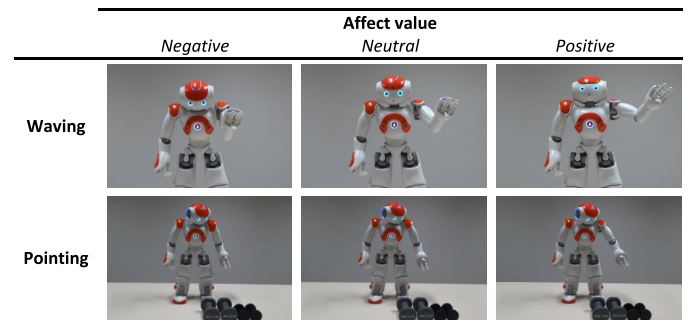 Affect value
Negative Neutral Positive
Waving
Pointing